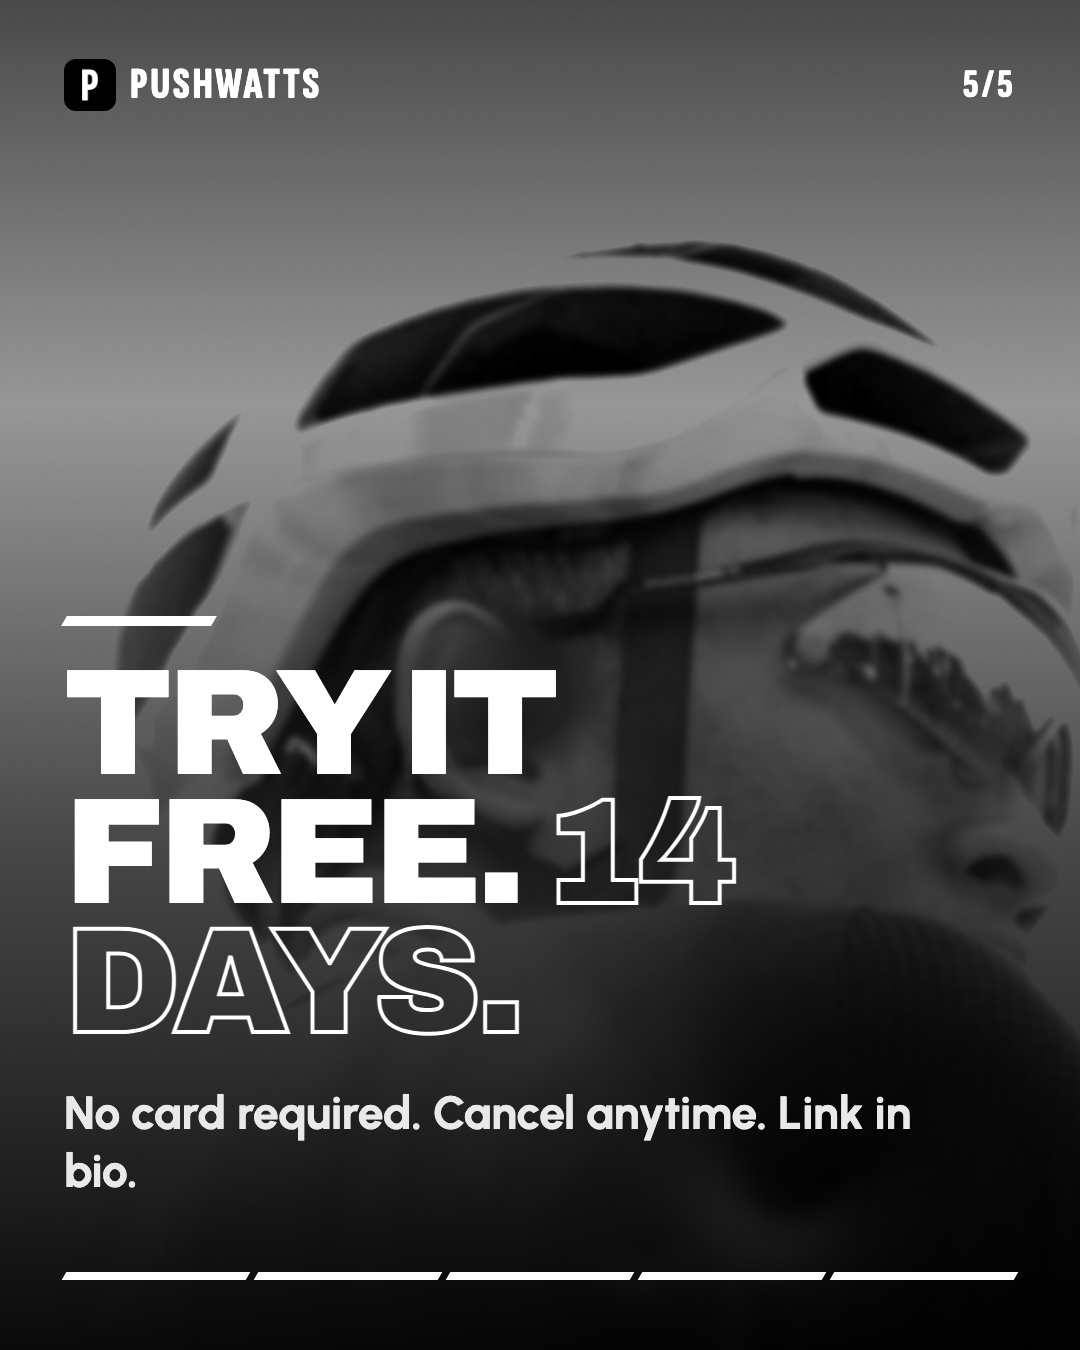 P PUSHWATTS
5/5
TRY IT
FREE. 14
DAYS.
No card required. Cancel anytime. Link in
bio.